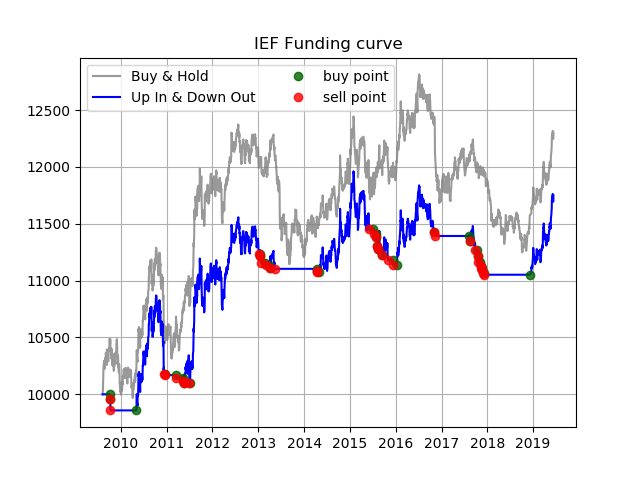 IEF Funding curve
Buy & Hold
Up In & Down Out
buy point
sell point
12500
12000
11500
11000
10500
10000
2010 2011 2012 2013 2014 2015 2016 2017 2018 2019